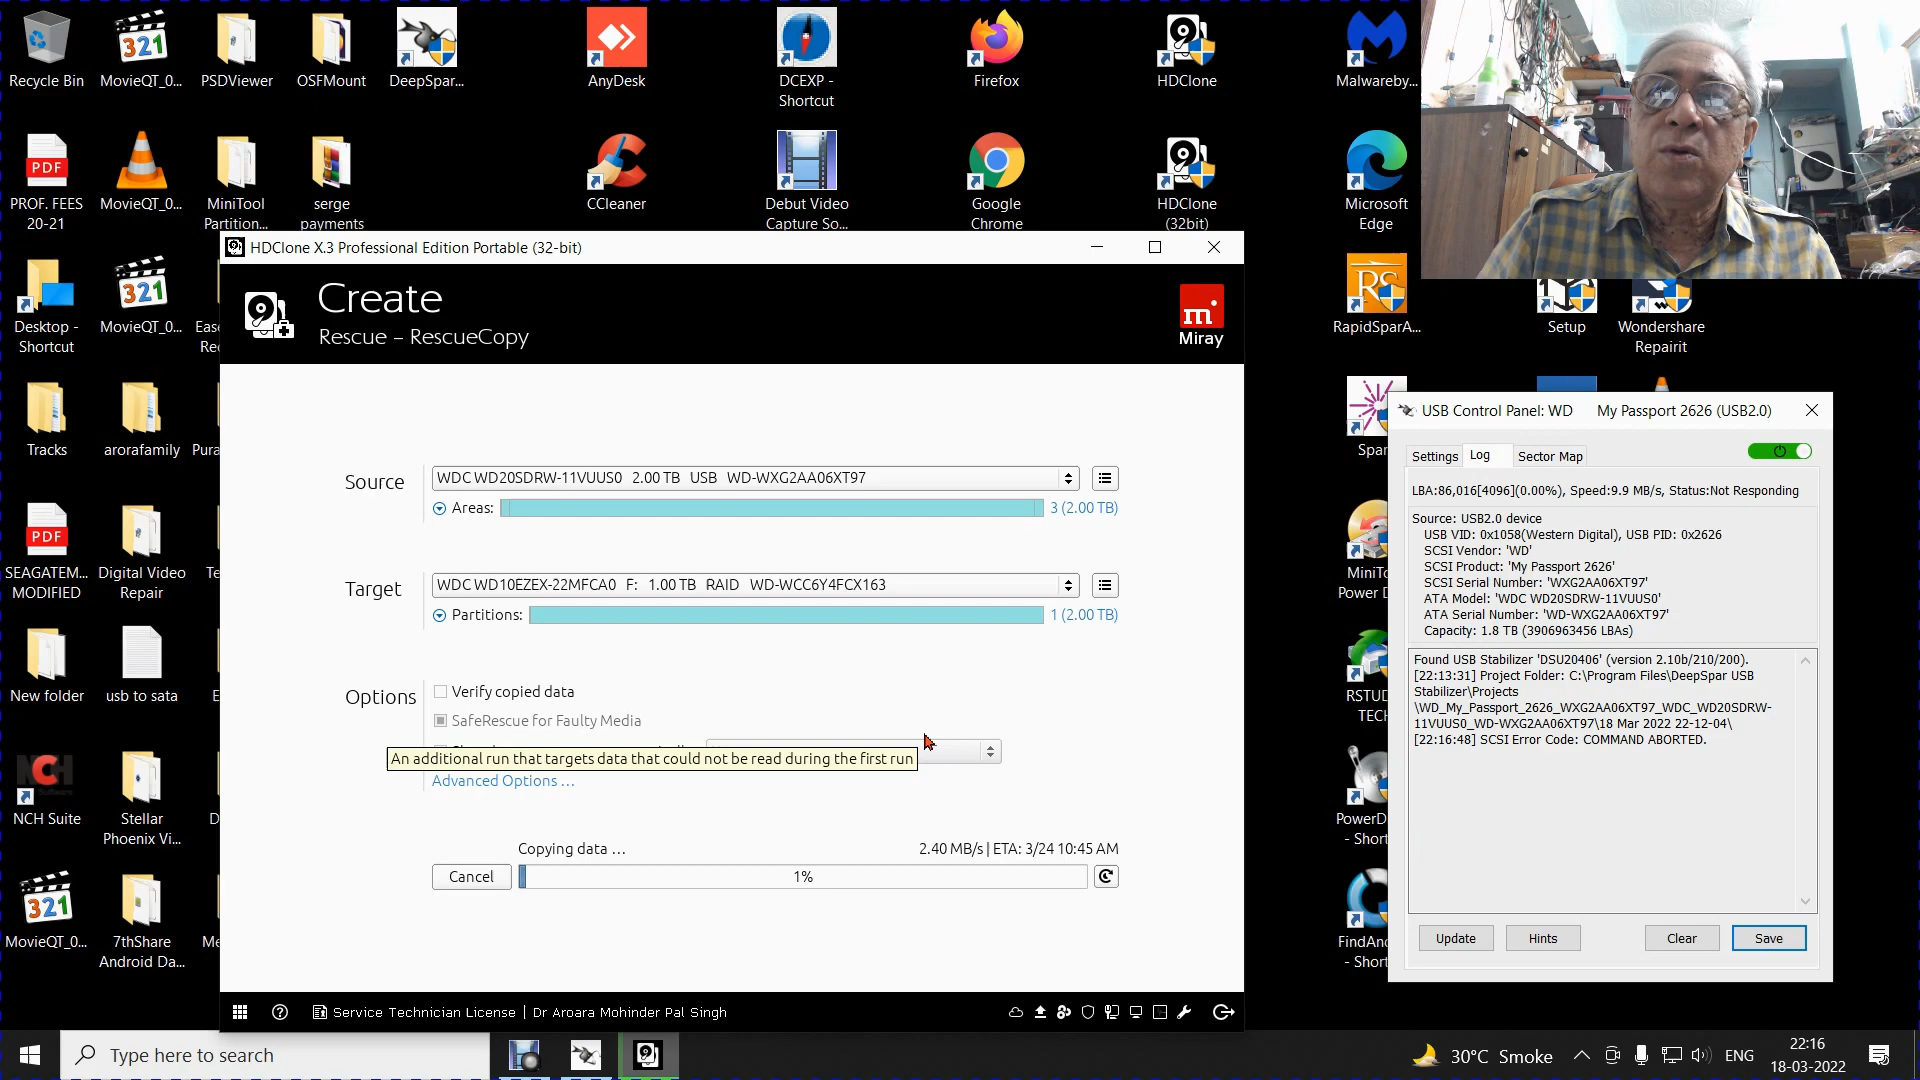 Recycle Bin
MovieQT_0...
PSDViewer
OSFMount
DeepSpar...
AnyDesk
DCEXP -
Shortcut
Firefox
HDClone
Malwareby...
PDF
PROF. FEES
20-21
MovieQT_0...
MiniTool
Partition...
serge
payments
CCleaner
Debut Video
Capture So...
Google
Chrome
HDClone
(32bit)
Microsoft
Edge
321
321
321
Desktop -
Shortcut
MovieQT_0...
RS
RapidSparA...
Setup
Wondershare
Repairit
Tracks
arorafamily
PDF
SEAGATEM...
MODIFIED
Digital Video
Repair
New folder
usb to sata
NCH Suite
Stellar
Phoenix Vi...
MovieQT_0...
7thShare
Android Da...
HDClone X.3 Professional Edition Portable (32-bit)
Create
Rescue – RescueCopy
m
Miray
Source
WDC WD20SDRW-11VUUS0 2.00 TB USB WD-WXG2AA06XT97
Areas:
3 (2.00 TB)
Target
WDC WD10EZEX-22MFCA0 F: 1.00 TB RAID WD-WCC6Y4FCX163
Partitions:
1 (2.00 TB)
Options
Verify copied data
SafeRescue for Faulty Media
An additional run that targets data that could not be read during the first run
Advanced Options ...
Copying data ...
2.40 MB/s | ETA: 3/24 10:45 AM
Cancel
1%
Service Technician License | Dr Aroara Mohinder Pal Singh
USB Control Panel: WD My Passport 2626 (USB2.0)
Settings
Log
Sector Map
LBA:86,016[4096](0.00%), Speed:9.9 MB/s, Status:Not Responding
Source: USB2.0 device
USB VID: 0x1058(Western Digital), USB PID: 0x2626
SCSI Vendor: 'WD'
SCSI Product: 'My Passport 2626'
SCSI Serial Number: 'WXG2AA06XT97'
ATA Model: 'WDC WD20SDRW-11VUUS0'
ATA Serial Number: 'WD-WXG2AA06XT97'
Capacity: 1.8 TB (3906963456 LBAs)
Found USB Stabilizer 'DSU20406' (version 2.10b/210/200).
[22:13:31] Project Folder: C:\Program Files\DeepSpar USB
Stabilizer\Projects
\WD_My_Passport_2626_WXG2AA06XT97_WDC_WD20SDRW-
11VUUS0_WD-WXG2AA06XT97\18 Mar 2022 22-12-04\
[22:16:48] SCSI Error Code: COMMAND ABORTED.
Update
Hints
Clear
Save
Type here to search
30°C Smoke
ENG
22:16
18-03-2022